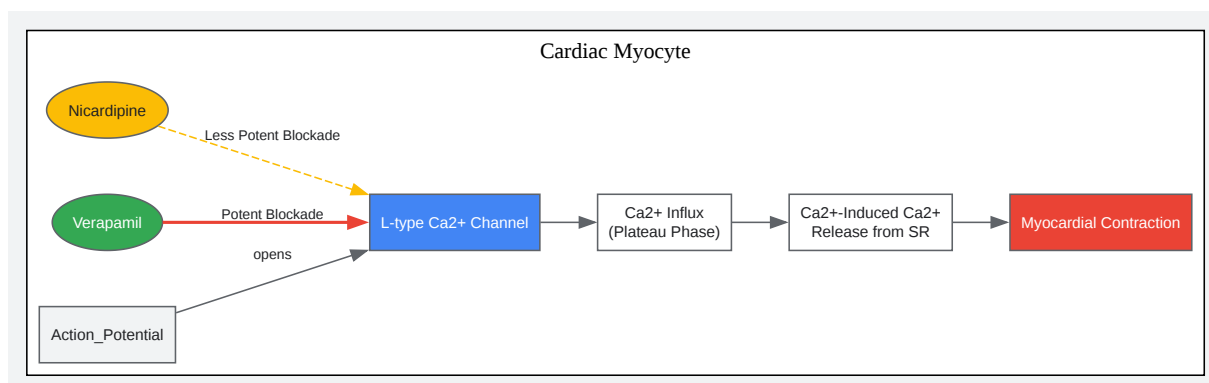 Cardiac Myocyte
Nicardipine
Less Potent Blockade
Verapamil
Potent Blockade
L-type Ca2+ Channel
Ca2+ Influx
(Plateau Phase)
Ca2+-Induced Ca2+
Release from SR
Myocardial Contraction
opens
Action_Potential